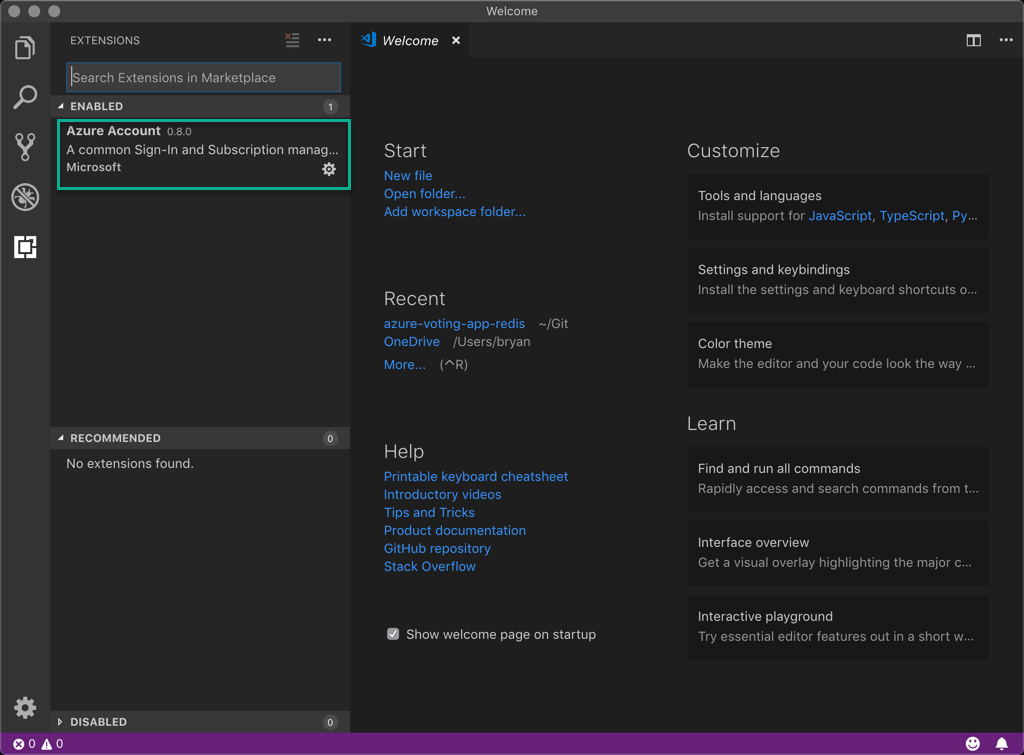 Welcome
EXTENSIONS
Search Extensions in Marketplace
ENABLED
1
Azure Account 0.8.0
A common Sign-In and Subscription manag...
Microsoft
RECOMMENDED
0
No extensions found.
DISABLED
0
Welcome
Start
New file
Open folder...
Add workspace folder...
Recent
azure-voting-app-redis ~/Git
OneDrive /Users/bryan
More... (^R)
Help
Printable keyboard cheatsheet
Introductory videos
Tips and Tricks
Product documentation
GitHub repository
Stack Overflow
Show welcome page on startup
Customize
Tools and languages
Install support for JavaScript, TypeScript, Py...
Settings and keybindings
Install the settings and keyboard shortcuts o...
Color theme
Make the editor and your code look the way ...
Learn
Find and run all commands
Rapidly access and search commands from t...
Interface overview
Get a visual overlay highlighting the major c...
Interactive playground
Try essential editor features out in a short w...
0 0